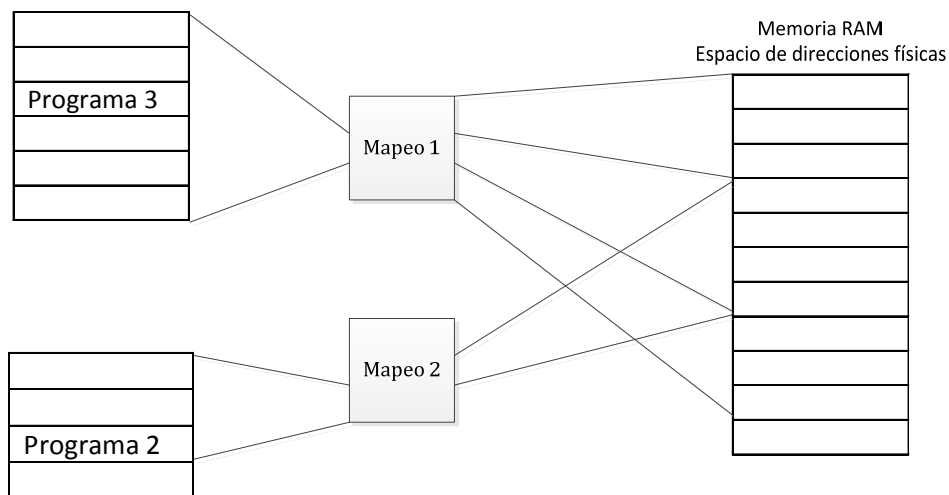 Memoria RAM
Espacio de direcciones físicas
Programa 3
Mapeo 1
Mapeo 2
Programa 2